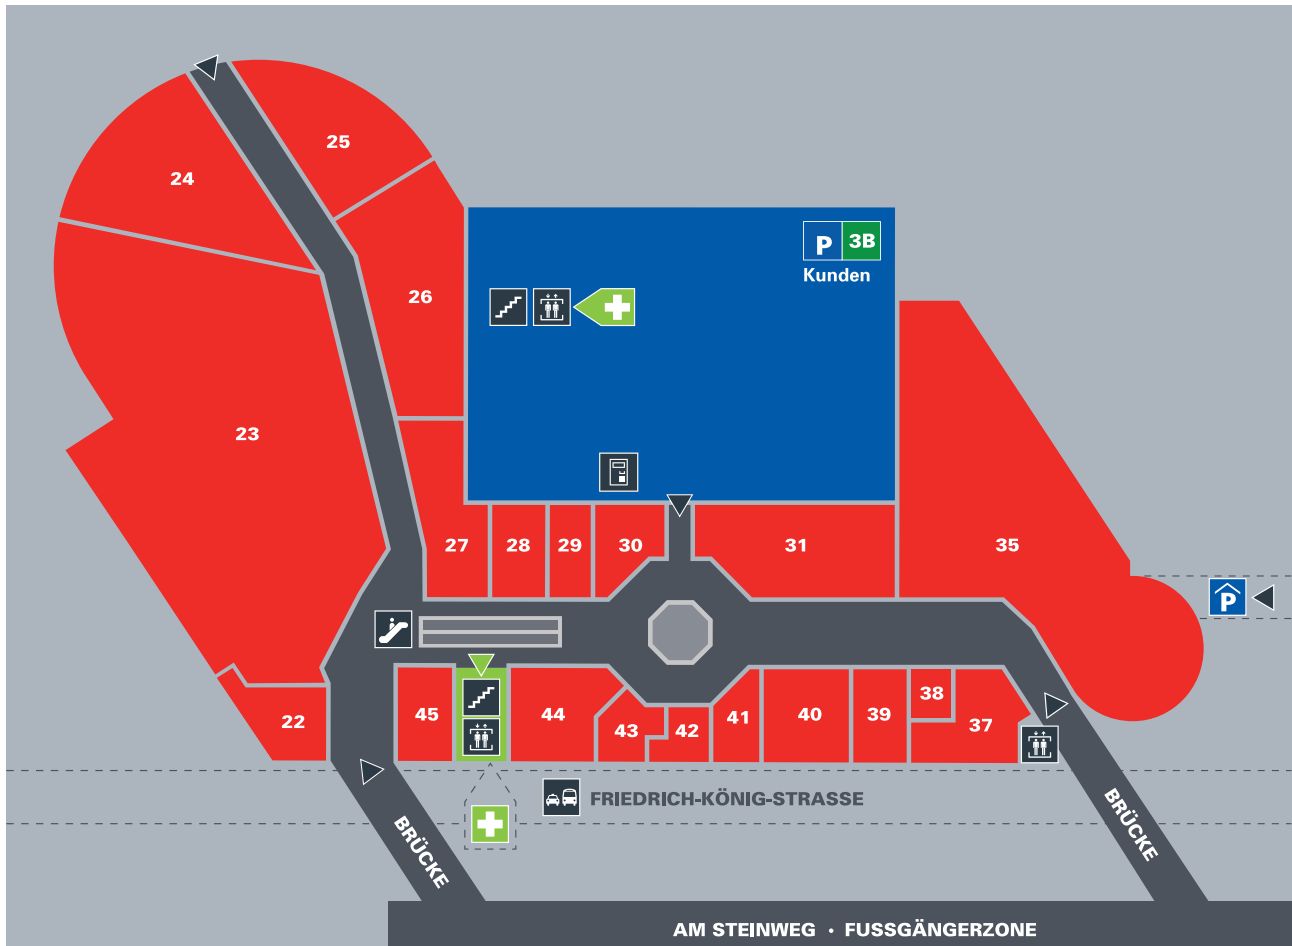 25
24
P 3B
Kunden
26
23
27
28
29
30
31
35
P
38
22
45
44
43
42
41
40
39
37
FRIEDRICH-KÖNIG-STRASSE
BRÜCKE
BRÜCKE
AM STEINWEG · FUSSGÄNGERZONE